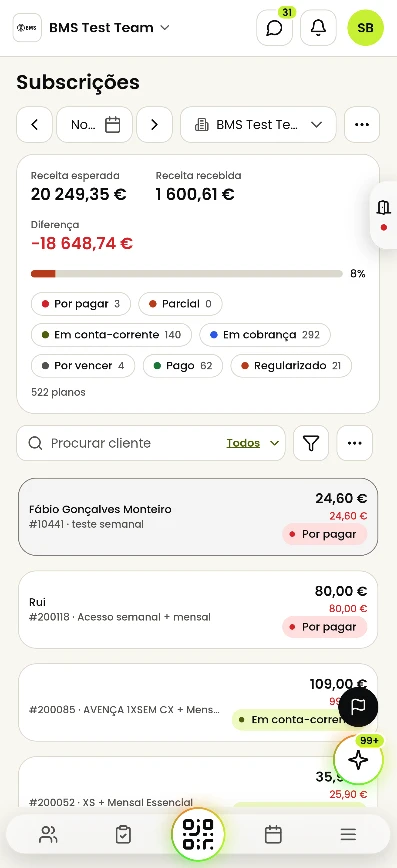 31
BMS
BMS Test Team
SB
Subscrições
No...
BMS Test Te...
Receita esperada
Receita recebida
20 249,35 €
1 600,61 €
Diferença
-18 648,74 €
8%
Por pagar 3
Parcial 0
Em conta-corrente 140
Em cobrança 292
Por vencer 4
Pago 62
Regularizado 21
522 planos
Procurar cliente
Todos
24,60 €
Fábio Gonçalves Monteiro
24,60 €
#10441 · teste semanal
Por pagar
80,00 €
Rui
80,00 €
#200118 · Acesso semanal + mensal
Por pagar
109,00 €
#200085 · AVENÇA 1XSEM CX + Mens...
Em conta-corren
99+
25,90 €
#200052 · XS + Mensal Essencial